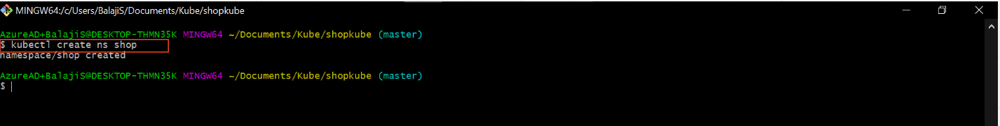 MINGW64:/c/Users/BalajiS/Documents/Kube/shopkube
AzureAD+BalajiS@DESKTOP-THMN35K MINGW64 ~/Documents/Kube/shopkube (master)
$ kubectl create ns shop
namespace/shop created
AzureAD+BalajiS@DESKTOP-THMN35K MINGW64 ~/Documents/Kube/shopkube (master)
$